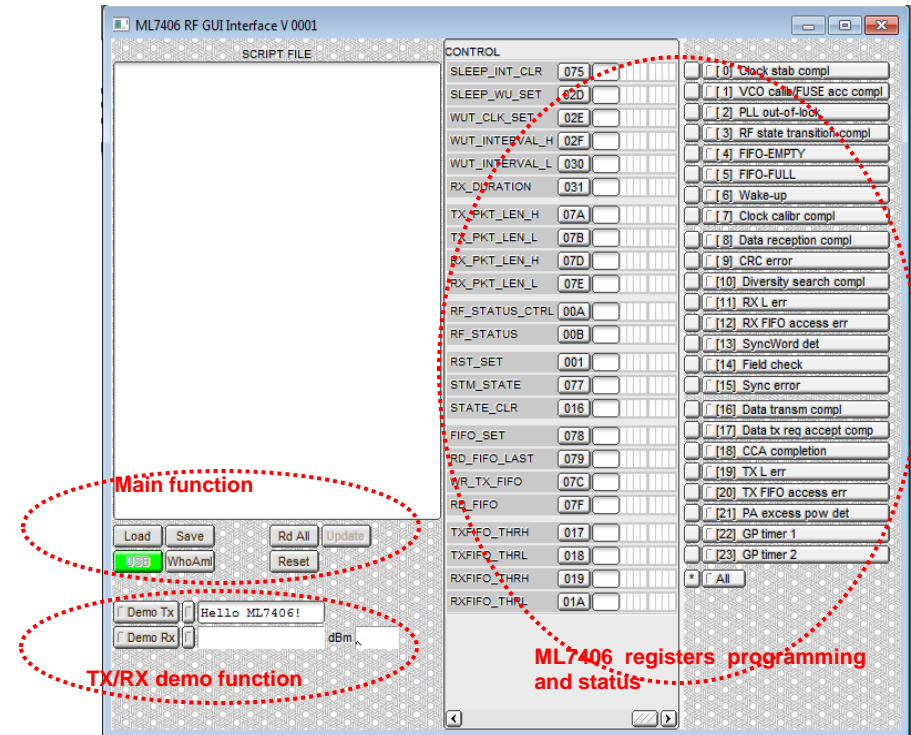 ML7406 RF GUI Interface V 0001
SCRIPT FILE
Main function
Load Save Rd All Update
USB WhoAmI Reset
Demo Tx Hello ML7406!
Demo Rx dBm
TX/RX demo function
CONTROL
SLEEP_INT_CLR 075
SLEEP_WU_SET 02D
WUT_CLK_SET 02E
WUT_INTERVAL_H 02F
WUT_INTERVAL_L 030
RX_DURATION 031
TX_PKT_LEN_H 07A
TX_PKT_LEN_L 07B
RX_PKT_LEN_H 07D
RX_PKT_LEN_L 07E
RF_STATUS_CTRL 00A
RF_STATUS 00B
RST_SET 001
STM_STATE 077
STATE_CLR 016
FIFO_SET 078
RD_FIFO_LAST 079
WR_TX_FIFO 07C
RD_FIFO 07F
TXFIFO_THRH 017
TXFIFO_THRL 018
RXFIFO_THRH 019
RXFIFO_THRL 01A
[ 0] Clock stab compl
[ 1] VCO calib/FUSE acc compl
[ 2] PLL out-of-lock
[ 3] RF state transition compl
[ 4] FIFO-EMPTY
[ 5] FIFO-FULL
[ 6] Wake-up
[ 7] Clock calibr compl
[ 8] Data reception compl
[ 9] CRC error
[10] Diversity search compl
[11] RX L err
[12] RX FIFO access err
[13] SyncWord det
[14] Field check
[15] Sync error
[16] Data transm compl
[17] Data tx req accept comp
[18] CCA completion
[19] TX L err
[20] TX FIFO access err
[21] PA excess pow det
[22] GP timer 1
[23] GP timer 2
* All
ML7406 registers programming
and status